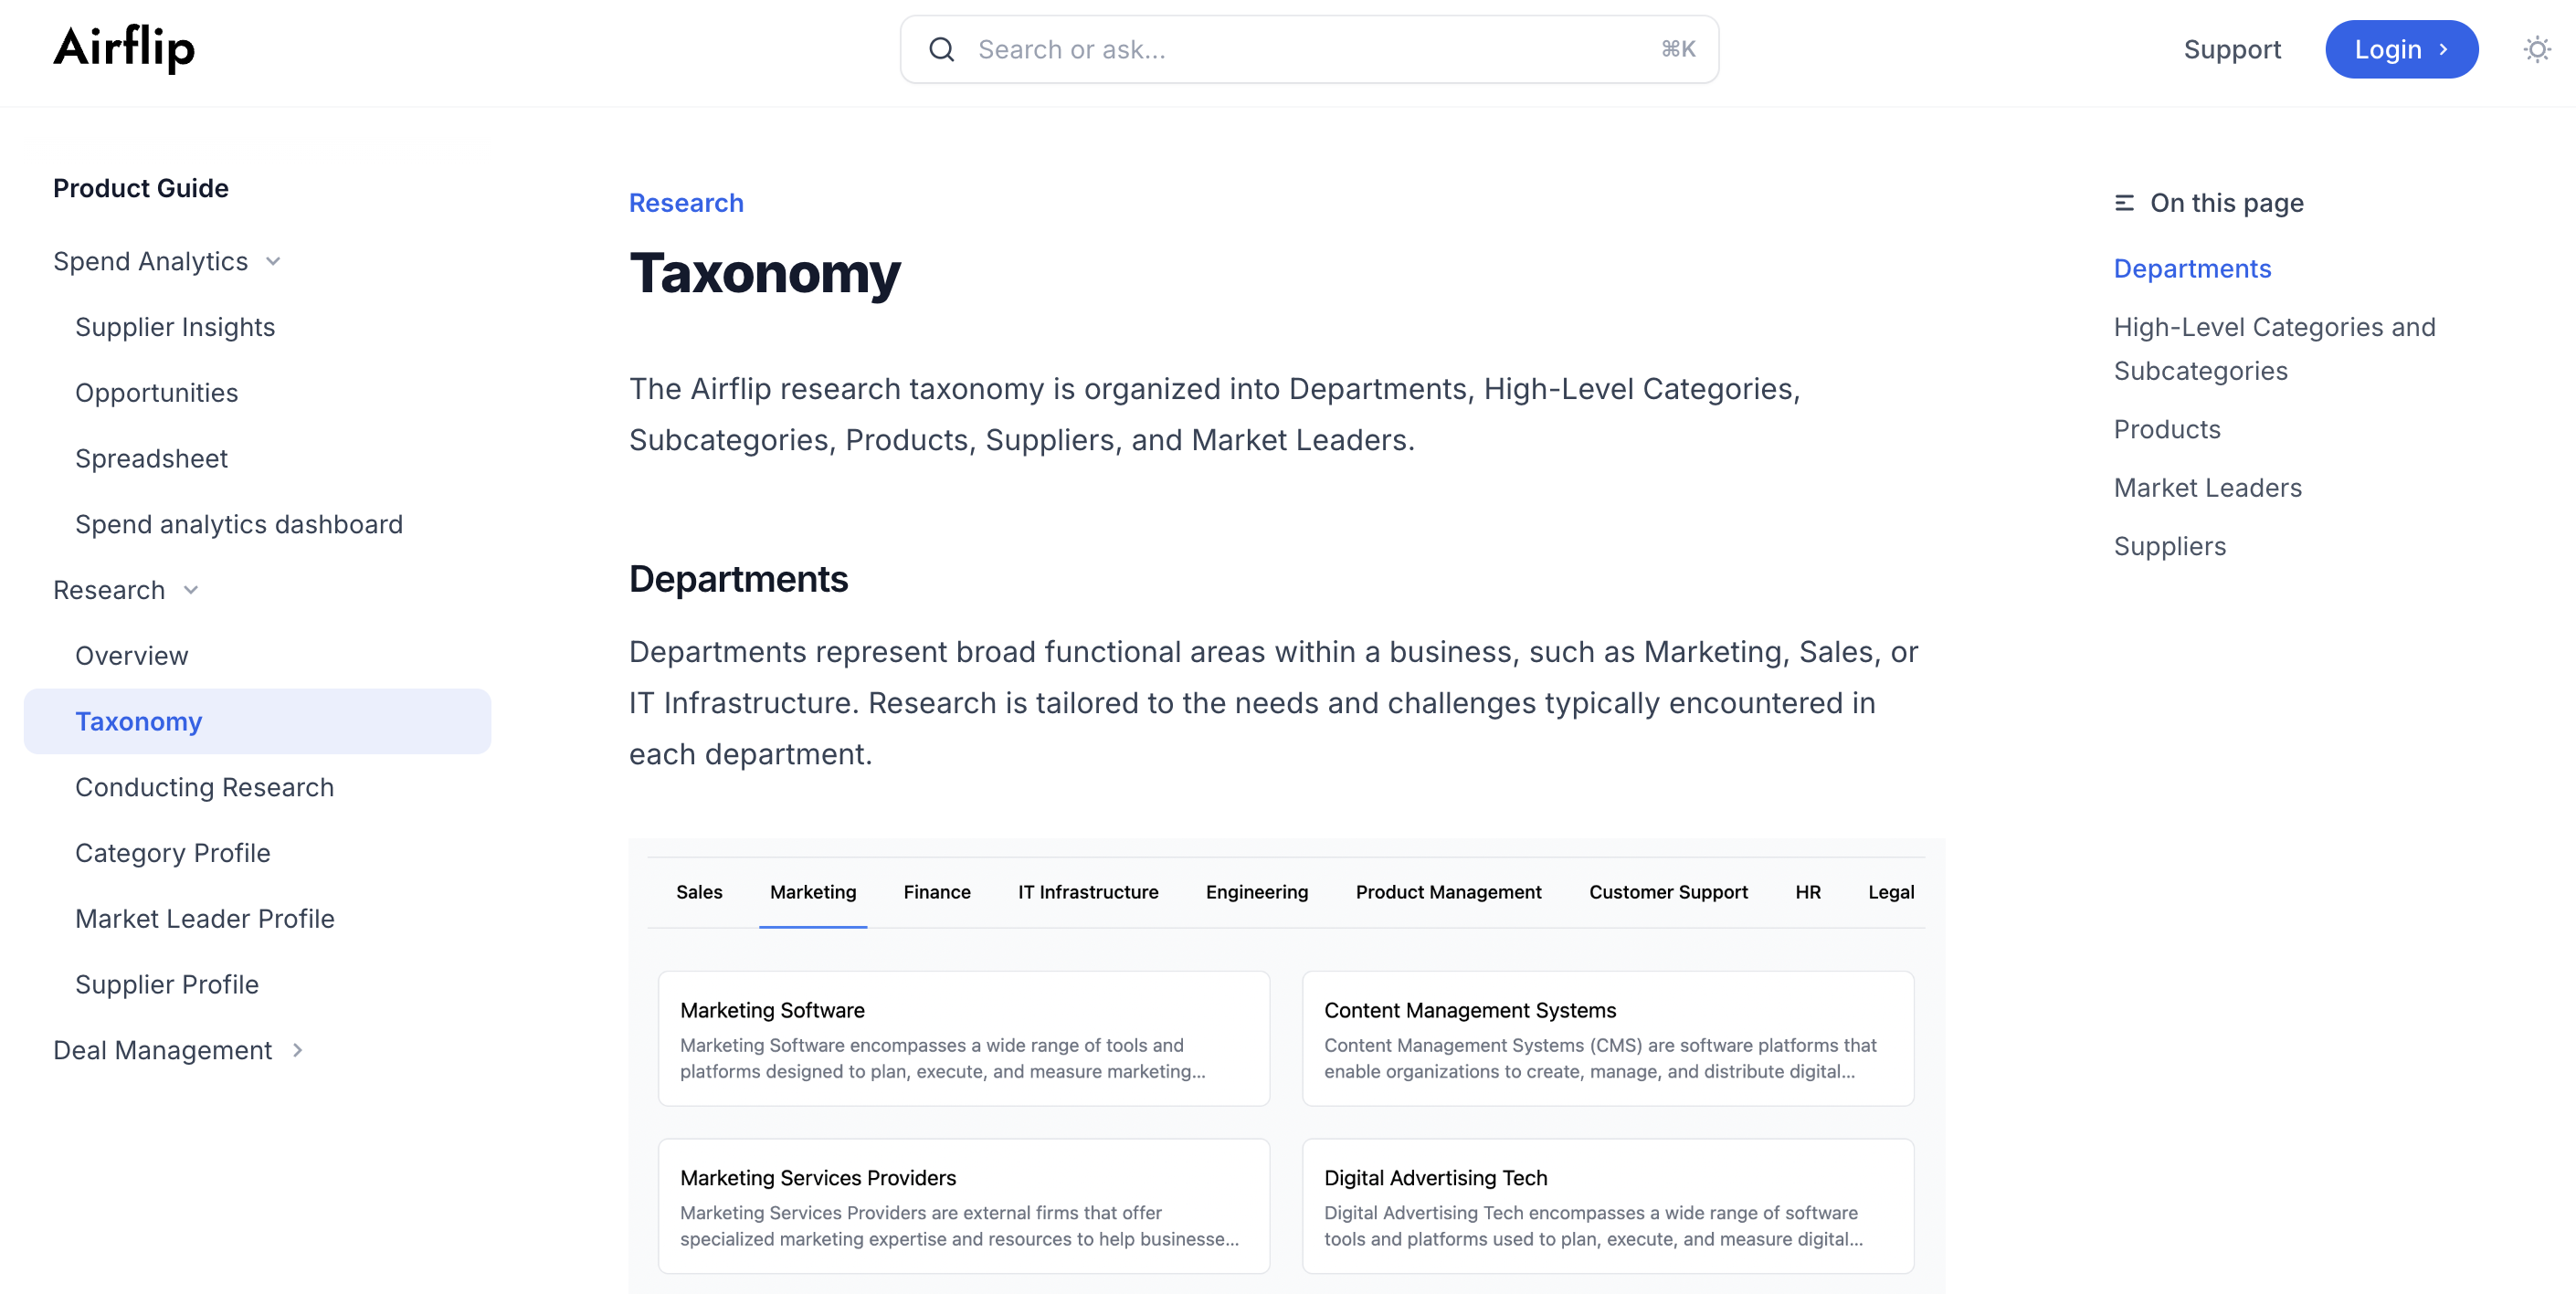 Airflip
Search or ask...
⌘K
Support
Login
Product Guide
Spend Analytics
Supplier Insights
Opportunities
Spreadsheet
Spend analytics dashboard
Research
Overview
Taxonomy
Conducting Research
Category Profile
Market Leader Profile
Supplier Profile
Deal Management
Research
Taxonomy
The Airflip research taxonomy is organized into Departments, High-Level Categories,
Subcategories, Products, Suppliers, and Market Leaders.
Departments
Departments represent broad functional areas within a business, such as Marketing, Sales, or
IT Infrastructure. Research is tailored to the needs and challenges typically encountered in
each department.
Sales Marketing Finance IT Infrastructure Engineering Product Management Customer Support HR Legal
Marketing Software
Marketing Software encompasses a wide range of tools and
platforms designed to plan, execute, and measure marketing...
Content Management Systems
Content Management Systems (CMS) are software platforms that
enable organizations to create, manage, and distribute digital...
Marketing Services Providers
Marketing Services Providers are external firms that offer
specialized marketing expertise and resources to help businesse...
Digital Advertising Tech
Digital Advertising Tech encompasses a wide range of software
tools and platforms used to plan, execute, and measure digital...
On this page
Departments
High-Level Categories and
Subcategories
Products
Market Leaders
Suppliers